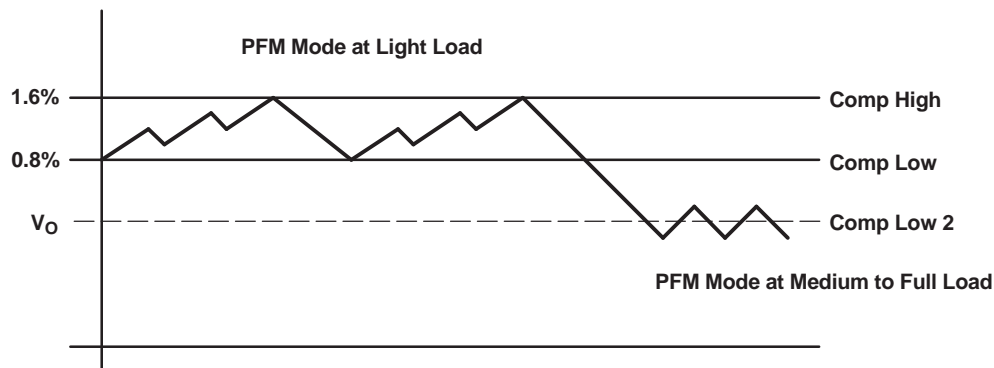 PFM Mode at Light Load
1.6%
Comp High
0.8%
Comp Low
VO
Comp Low 2
PFM Mode at Medium to Full Load